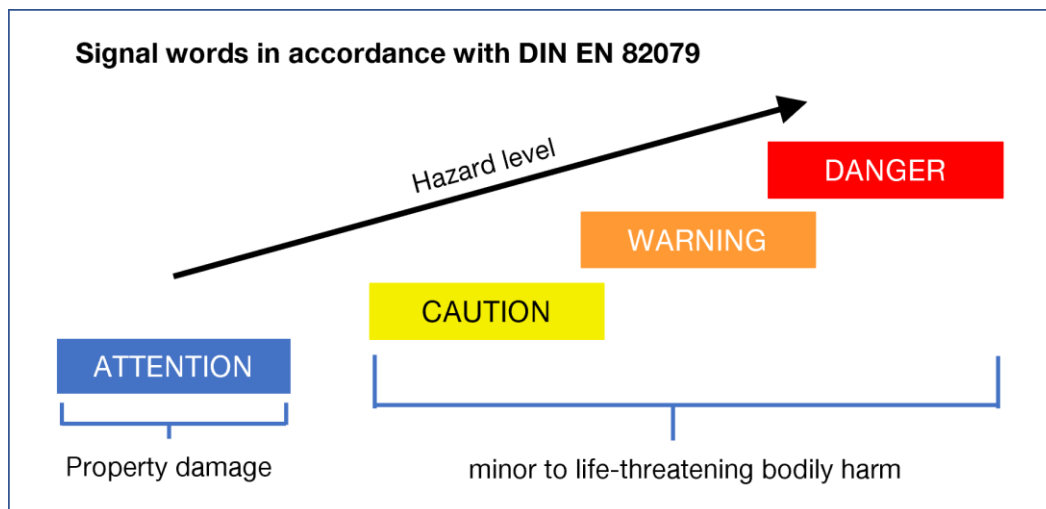 Signal words in accordance with DIN EN 82079
Hazard level
DANGER
WARNING
CAUTION
ATTENTION
Property damage
minor to life-threatening bodily harm